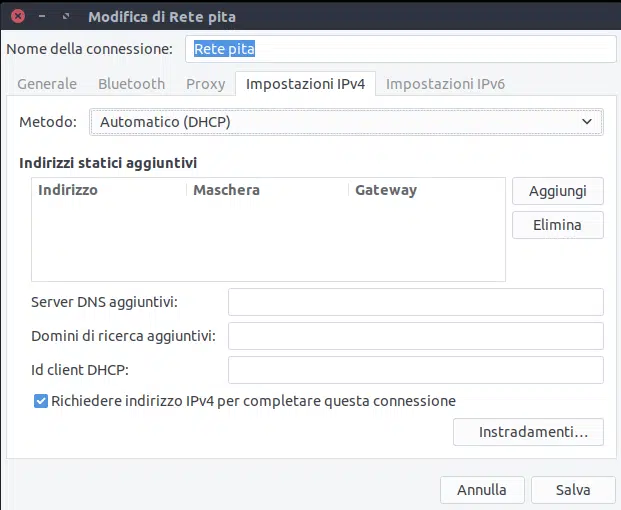 Modifica di Rete pita
Nome della connessione: Rete pita
Generale Bluetooth Proxy Impostazioni IPv4 Impostazioni IPv6
Metodo: Automatico (DHCP)
Indirizzi statici aggiuntivi
Indirizzo Maschera Gateway
Aggiungi
Elimina
Server DNS aggiuntivi:
Domini di ricerca aggiuntivi:
Id client DHCP:
Richiedere indirizzo IPv4 per completare questa connessione
Instradamenti...
Annulla Salva